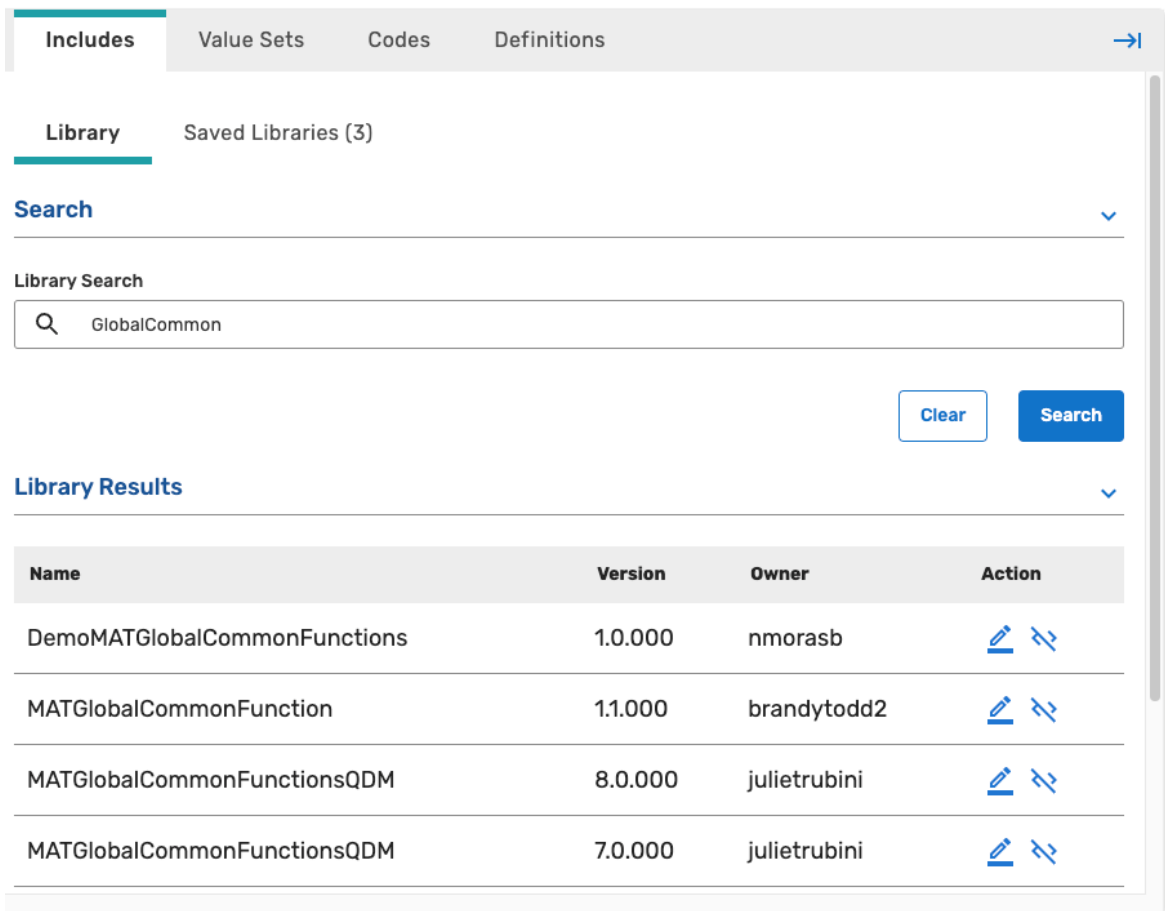 Includes Value Sets Codes Definitions
Library Saved Libraries (3)
Search
Library Search
GlobalCommon
Clear Search
Library Results
Name Version Owner Action
DemoMATGlobalCommonFunctions 1.0.000 nmorasb
MATGlobalCommonFunction 1.1.000 brandytodd2
MATGlobalCommonFunctionsQDM 8.0.000 julietrubini
MATGlobalCommonFunctionsQDM 7.0.000 julietrubini